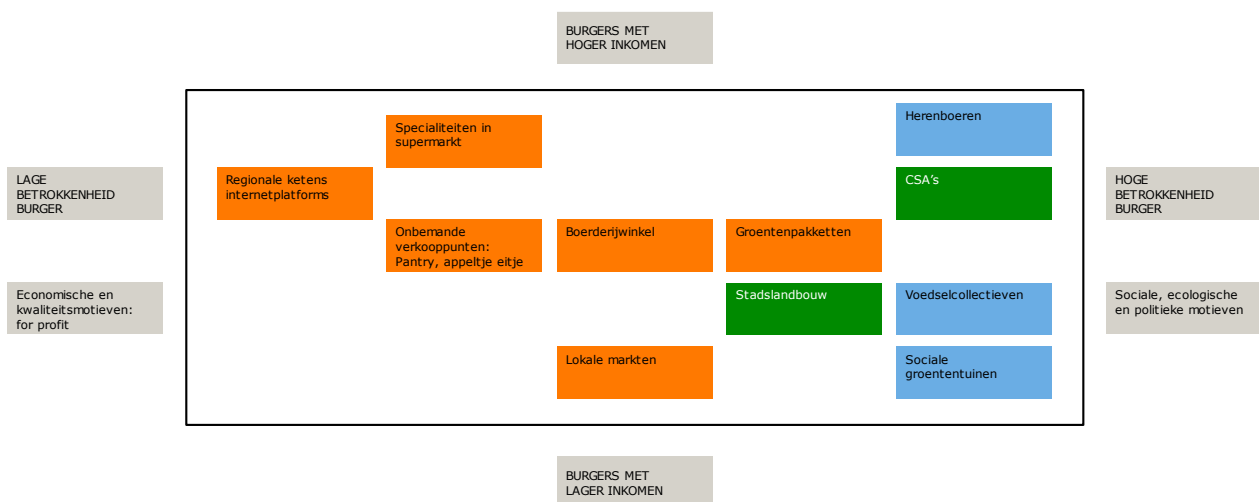 BURGERS MET
HOGER INKOMEN
Herenboeren
Specialiteiten in
supermarkt
LAGE
BETROKKENHEID
BURGER
Regionale ketens
internetplatforms
CSA's
HOGE
BETROKKENHEID
BURGER
Onbemande
verkooppunten:
Pantry, appeltje eitje
Boerderijwinkel
Groentenpakketten
Economische en
kwaliteitsmotieven:
for profit
Stadslandbouw
Voedselcollectieven
Sociale, ecologische
en politieke motieven
Lokale markten
Sociale
groententuinen
BURGERS MET
LAGER INKOMEN